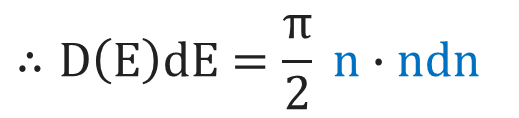 ∴ D(E)dE = π/2 n · ndn